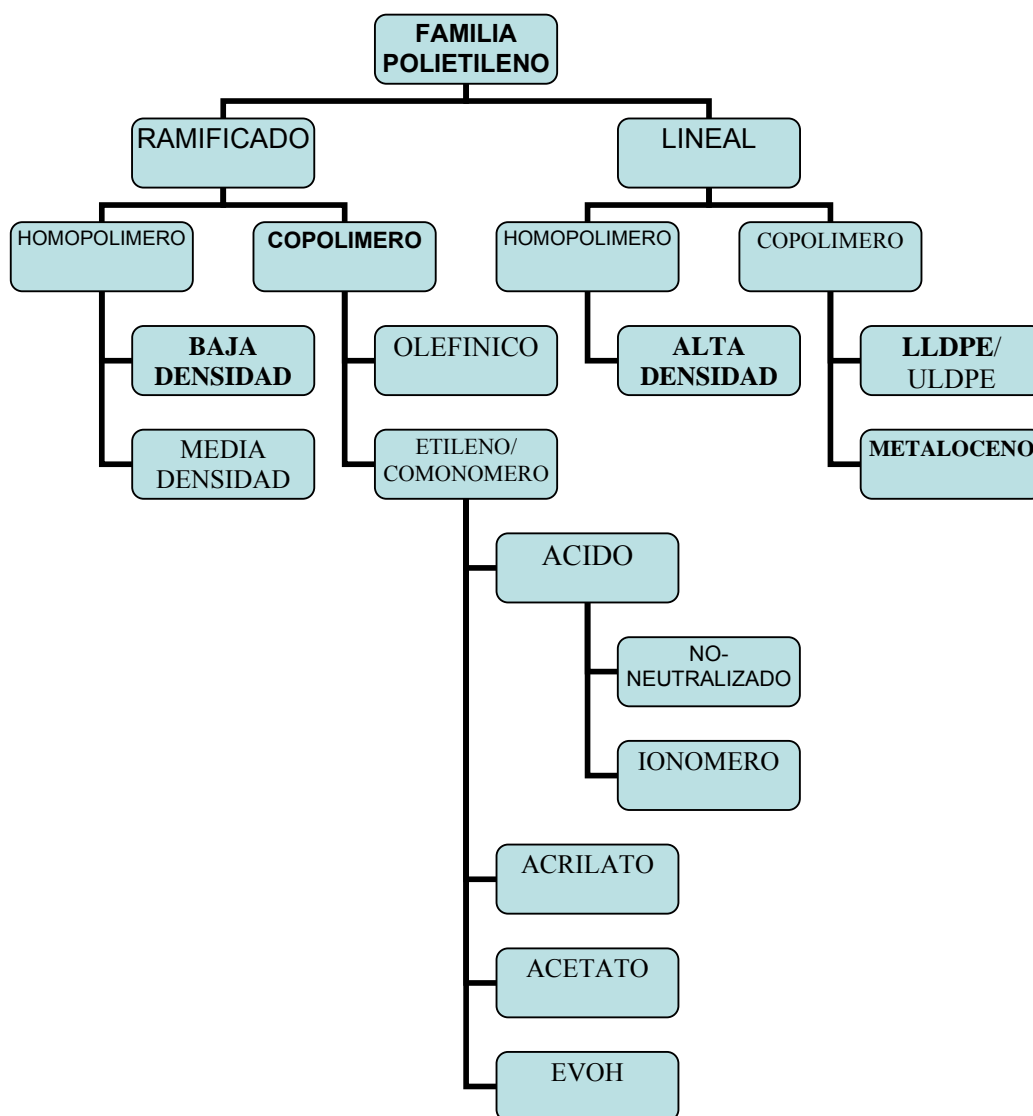 FAMILIA
POLIETILENO
RAMIFICADO
LINEAL
HOMOPOLIMERO
COPOLIMERO
HOMOPOLIMERO
COPOLIMERO
BAJA
DENSIDAD
OLEFINICO
ALTA
DENSIDAD
LLDPE/
ULDPE
MEDIA
DENSIDAD
ETILENO/
COMONOMERO
METALOCENO
ACIDO
NO-
NEUTRALIZADO
IONOMERO
ACRILATO
ACETATO
EVOH